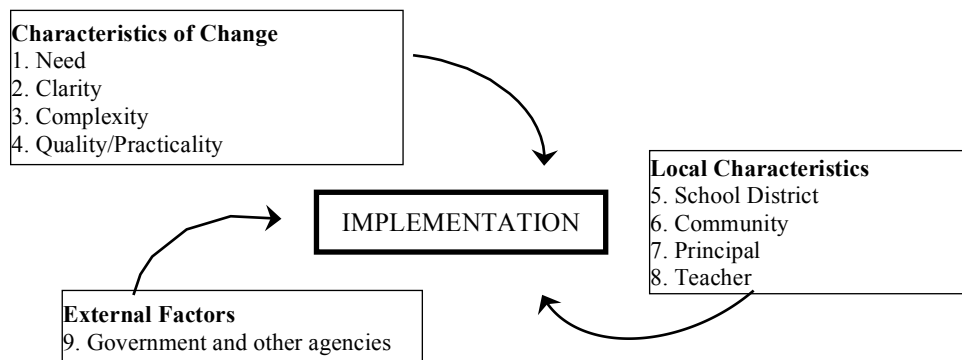 Characteristics of Change
1. Need
2. Clarity
3. Complexity
4. Quality/Practicality
Local Characteristics
5. School District
6. Community
7. Principal
8. Teacher
IMPLEMENTATION
External Factors
9. Government and other agencies